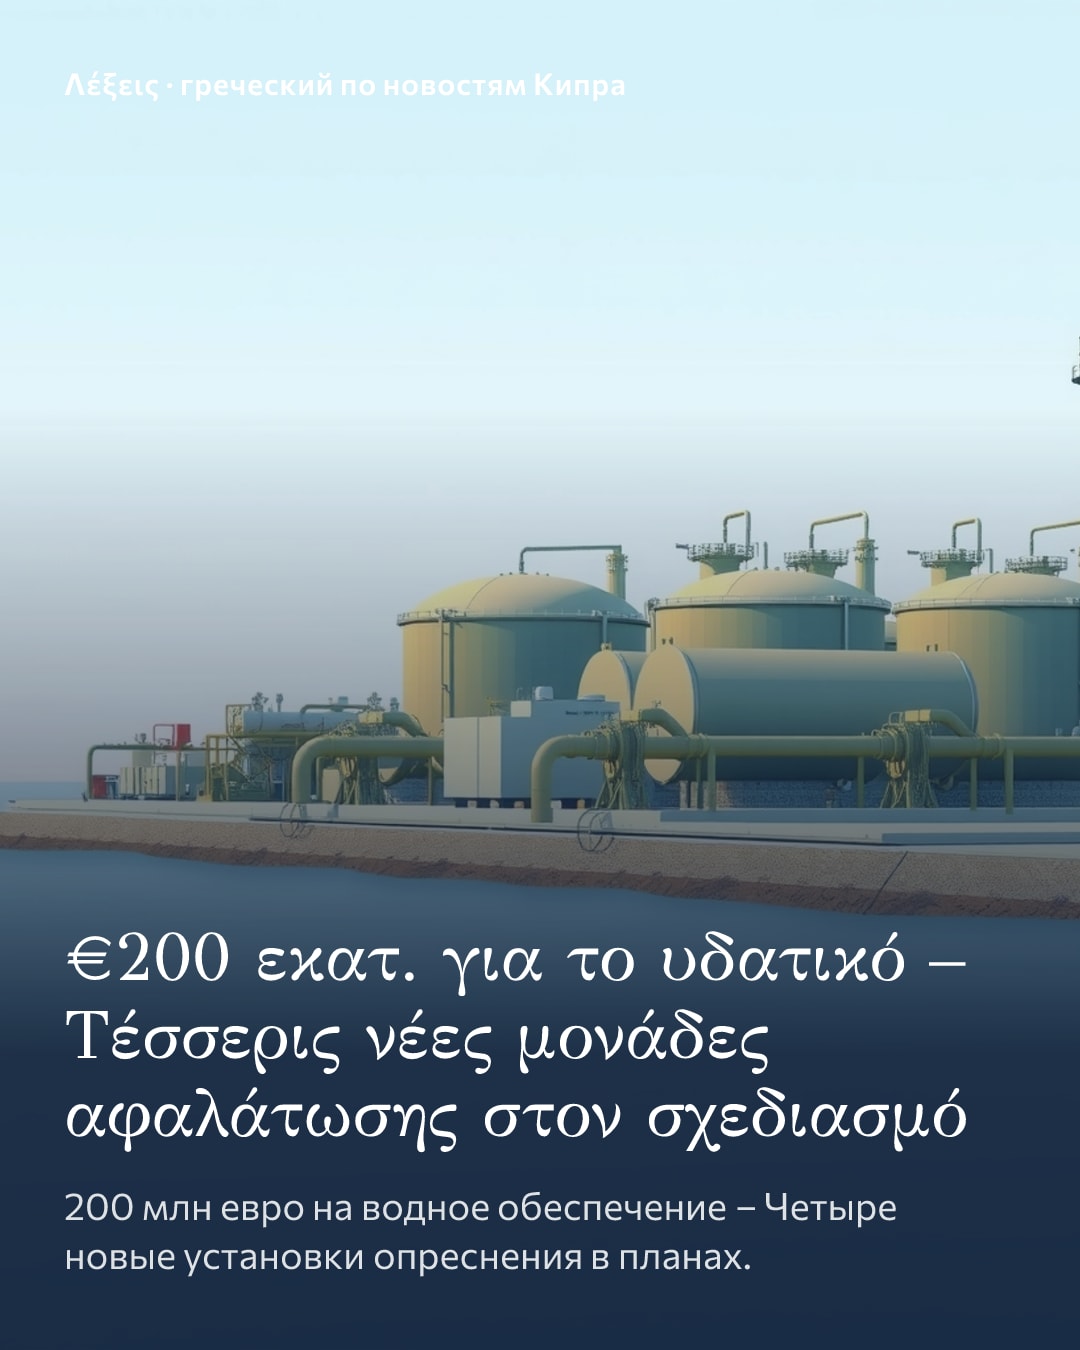 Λέξεις · греческий по новостям Кипра
€200 εκατ. για το υδατικό –
Τέσσερις νέες μονάδες
αφαλάτωσης στον σχεδιασμό
200 млн евро на водное обеспечение – Четыре
новые установки опреснения в планах.